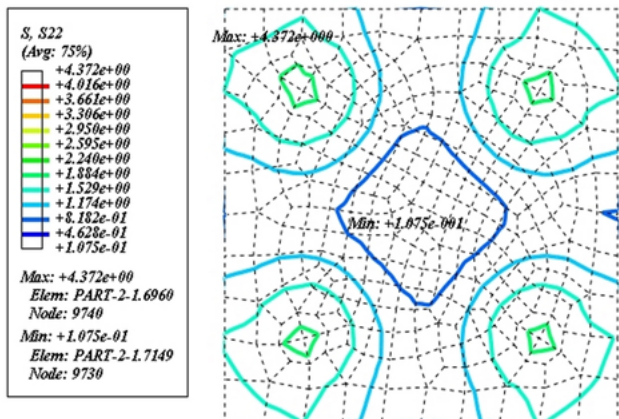 S, S22
(Avg: 75%)
+4.372e+00
+4.016e+00
+3.661e+00
+3.306e+00
+2.950e+00
+2.595e+00
+2.240e+00
+1.884e+00
+1.529e+00
+1.174e+00
+8.182e-01
+4.628e-01
+1.075e-01
Max: +4.372e+00
Elem: PART-2-1.6960
Node: 9740
Min: +1.075e-01
Elem: PART-2-1.7149
Node: 9730
Max: +4.372e+000
Min: +1.075e-001